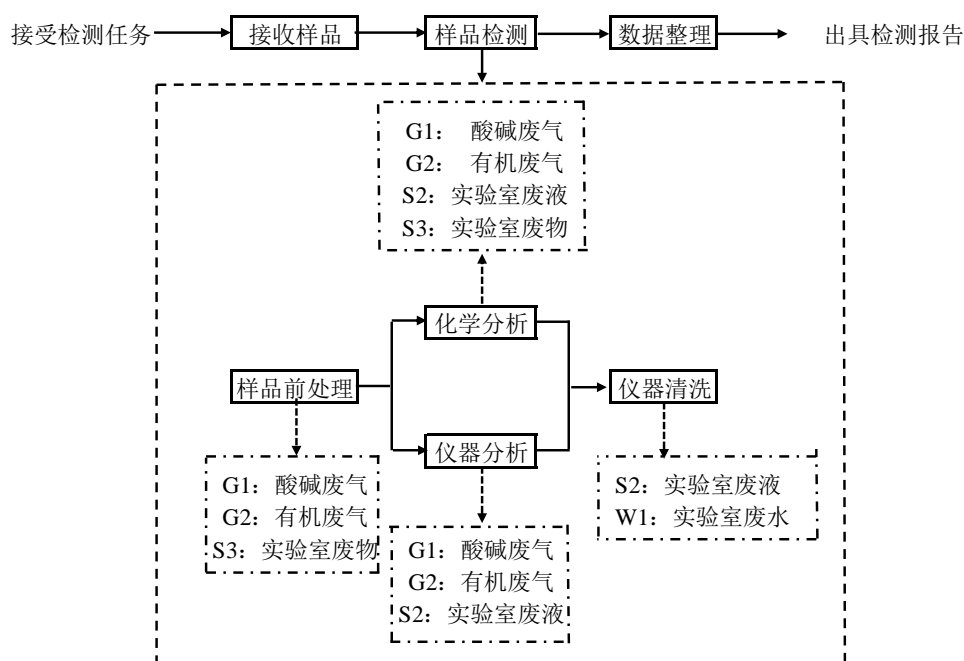 接受检测任务 接收样品 样品检测 数据整理 出具检测报告
G1： 酸碱废气
G2： 有机废气
S2：实验室废液
S3：实验室废物
化学分析
样品前处理
仪器清洗
仪器分析
G1：酸碱废气
G2：有机废气
S3：实验室废物
S2：实验室废液
W1：实验室废水
G1：酸碱废气
G2：有机废气
S2：实验室废液